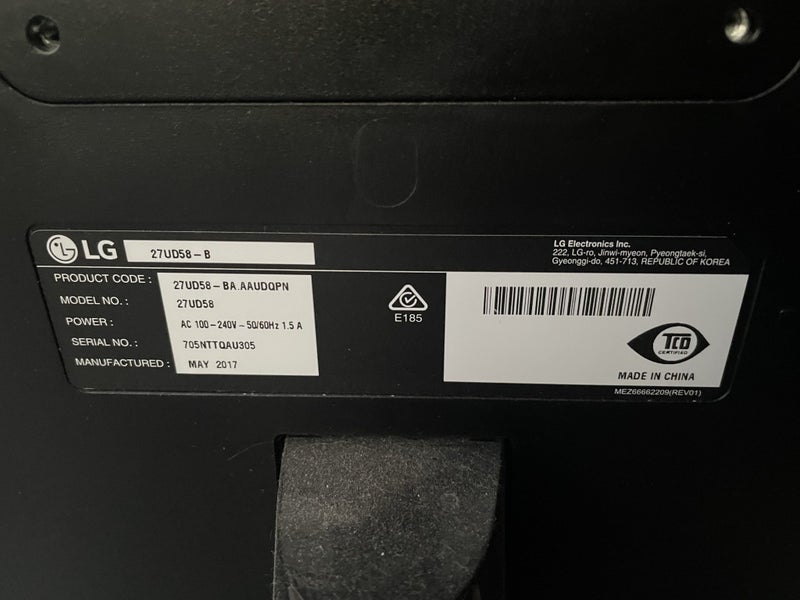 LG 27UD58-B
LG Electronics Inc.
222, LG-ro, Jinwi-myeon, Pyeongtaek-si,
Gyeonggi-do, 451-713, REPUBLIC OF KOREA
PRODUCT CODE : 27UD58-BA.AAUDQPN
MODEL NO. : 27UD58
POWER : AC 100-240V ~ 50/60Hz 1.5 A
SERIAL NO. : 705NTTQAU305
MANUFACTURED : MAY 2017
E185
TCO
CERTIFIED
MADE IN CHINA
MEZ66662209(REV01)